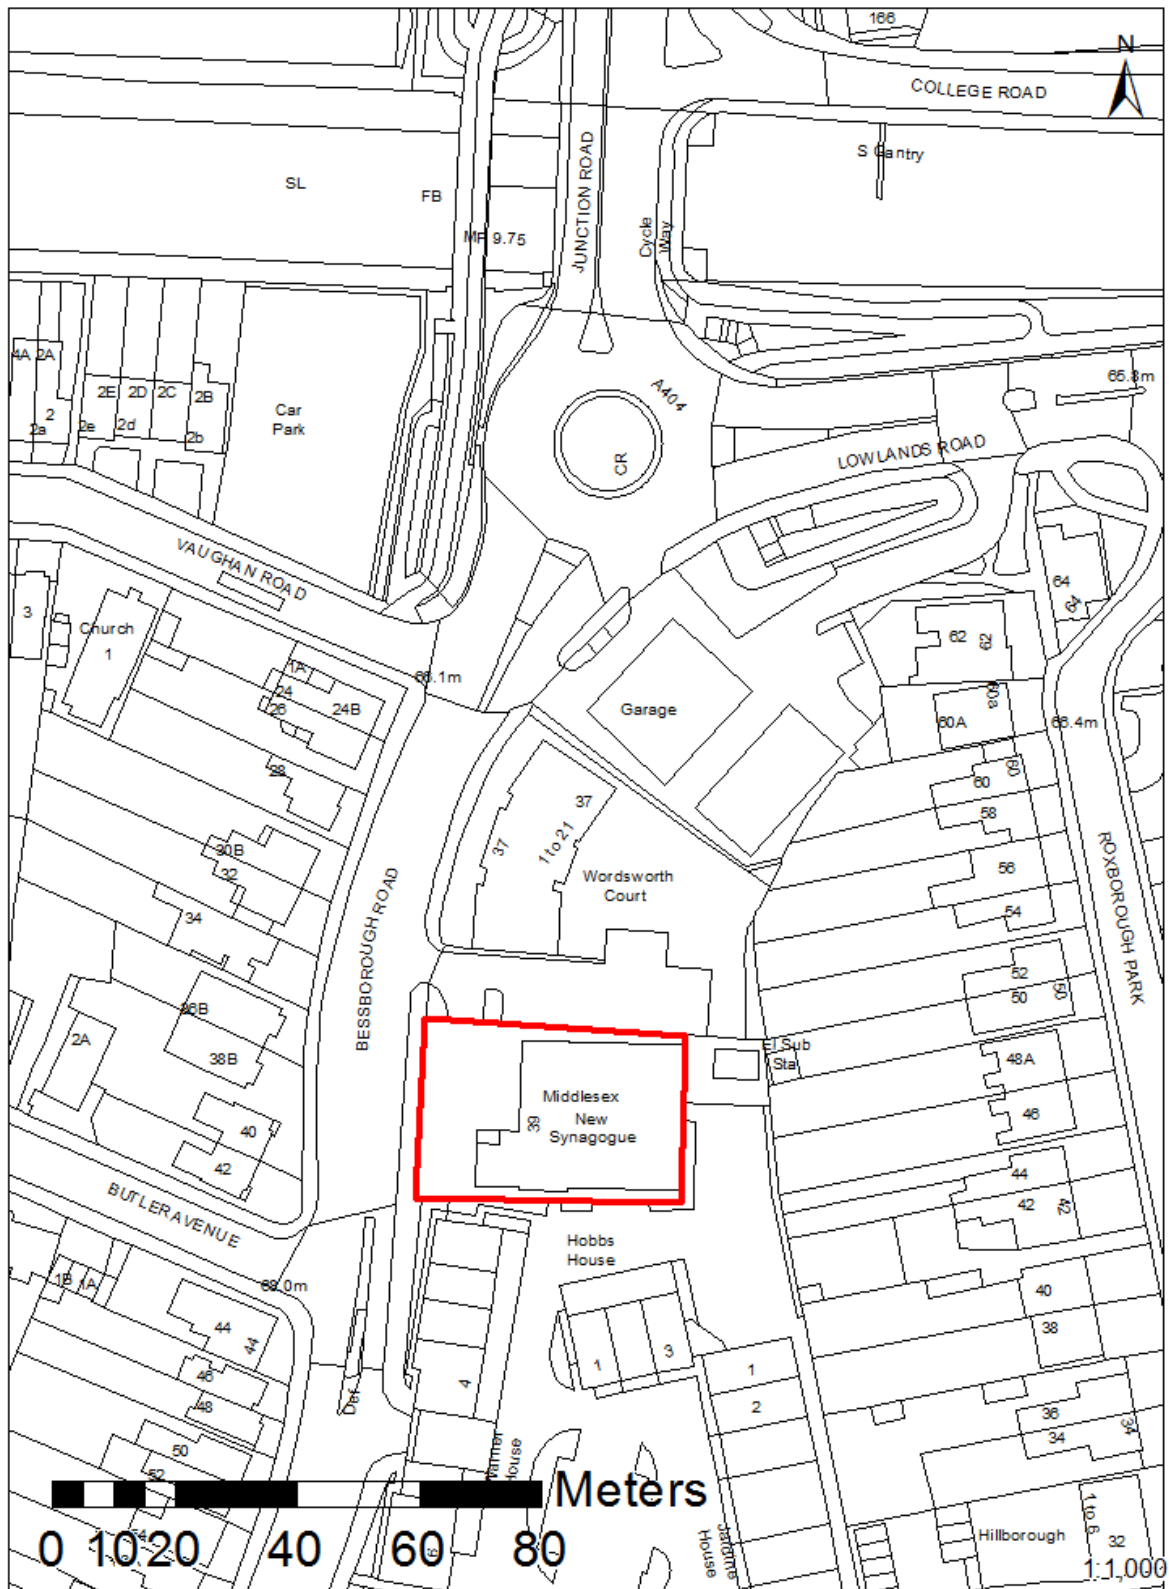 166
N
COLLEGE ROAD
S Gantry
JUNCTION ROAD
SL
FB
Cycle
Way
MP 9.75
4A 2A
2E 2D 2C 2B
2
2a 2e 2d 2b
Car
Park
A404
65.8m
CR
LOWLANDS ROAD
VAUGHAN ROAD
64
64
3
Church
1
62
62
1A
66.1m
24
26
24B
Garage
60A
60a
66.4m
28
60
60
37
58
37
1 to 21
30B
32
Wordsworth
Court
56
34
54
BESSBOROUGH ROAD
ROXBOROUGH PARK
52
50
50
36B
2A
38B
El Sub
Sta
48A
Middlesex
New
Synagogue
39
46
40
42
44
42
42
BUTLER AVENUE
Hobbs
House
1B 1A
69.0m
40
44
44
38
46
1
3
1
4
2
48
Def
36
34
34
50
Warner
House
52
Meters
54
1 to 6
Hillborough
32
Jardine
House
0 10 20 40 60 80
1:1,000